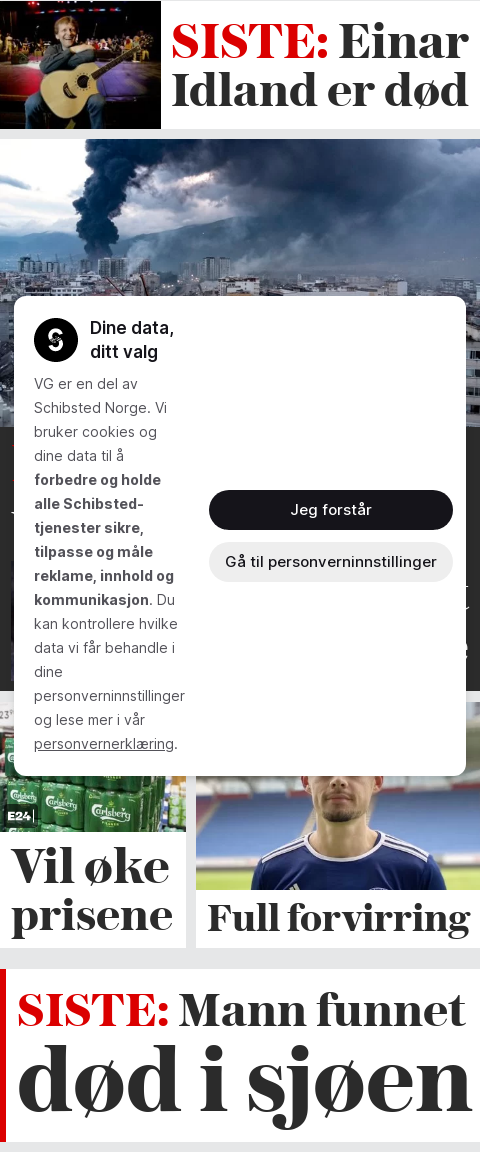 SISTE: Einar
Idland er død
Dine data,
ditt valg
VG er en del av
Schibsted Norge. Vi
bruker cookies og
dine data til å
forbedre og holde
alle Schibsted-
tjenester sikre,
tilpasse og måle
reklame, innhold og
kommunikasjon. Du
kan kontrollere hvilke
data vi får behandle i
dine
personverninnstillinger
og lese mer i vår
personvernerklæring.
Jeg forstår
Gå til personverninnstillinger
Carlsberg
Carlsberg
E24
Vil øke
prisene
Full forvirring
SISTE: Mann funnet
død i sjøen